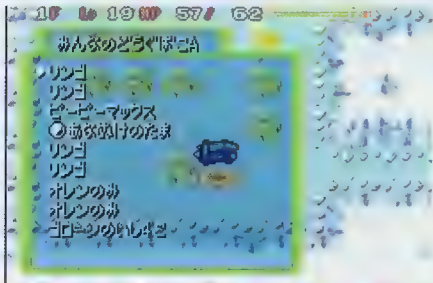 1F Lv 19 HP 57/ 62
みんなのどうぐばこA
リンゴ
リンゴ
ピーピーマックス
あなぬけのたま
リンゴ
リンゴ
オレンのみ
オレンのみ
ゴローンのいし